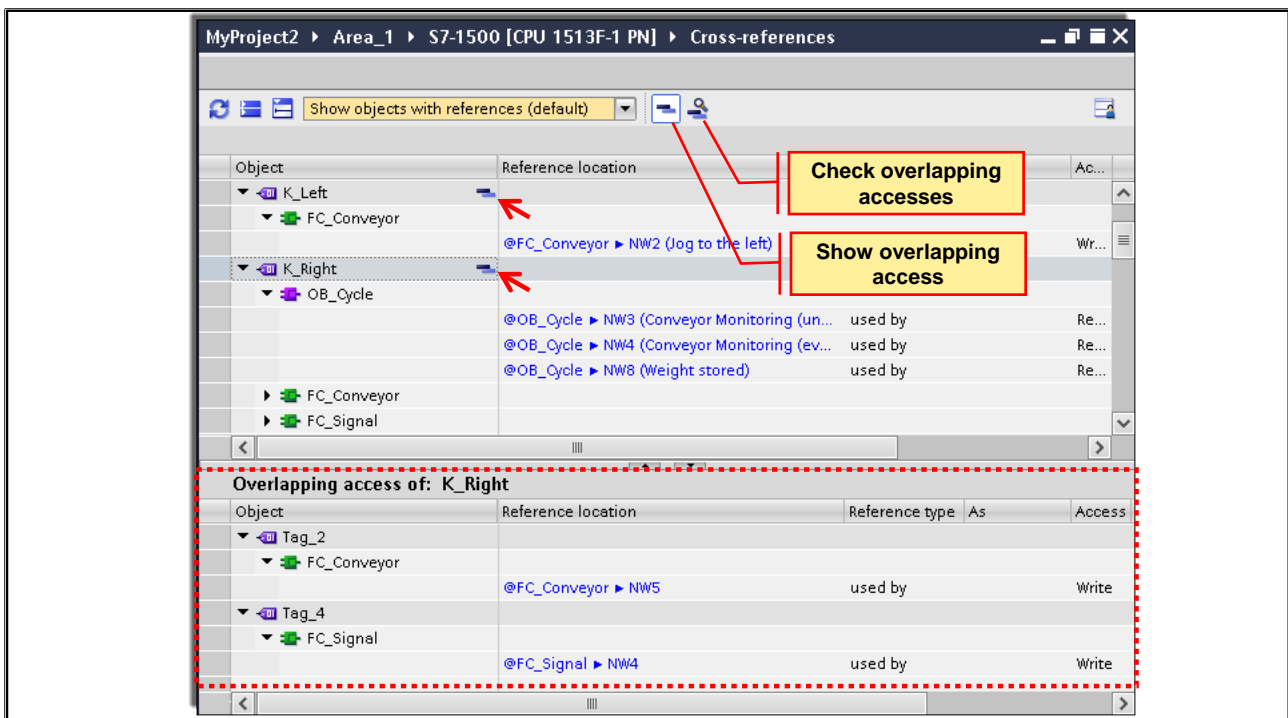 MyProject2 ▸ Area_1 ▸ S7-1500 [CPU 1513F-1 PN] ▸ Cross-references
Show objects with references (default)
Object Reference location Ac...
Check overlapping
accesses
K_Left
FC_Conveyor
@FC_Conveyor ▸ NW2 (Jog to the left) Wr...
Show overlapping
access
K_Right
OB_Cycle
@OB_Cycle ▸ NW3 (Conveyor Monitoring (un... used by Re...
@OB_Cycle ▸ NW4 (Conveyor Monitoring (ev... used by Re...
@OB_Cycle ▸ NW8 (Weight stored) used by Re...
FC_Conveyor
FC_Signal
Overlapping access of: K_Right
Object Reference location Reference type As Access
Tag_2
FC_Conveyor
@FC_Conveyor ▸ NW5 used by Write
Tag_4
FC_Signal
@FC_Signal ▸ NW4 used by Write